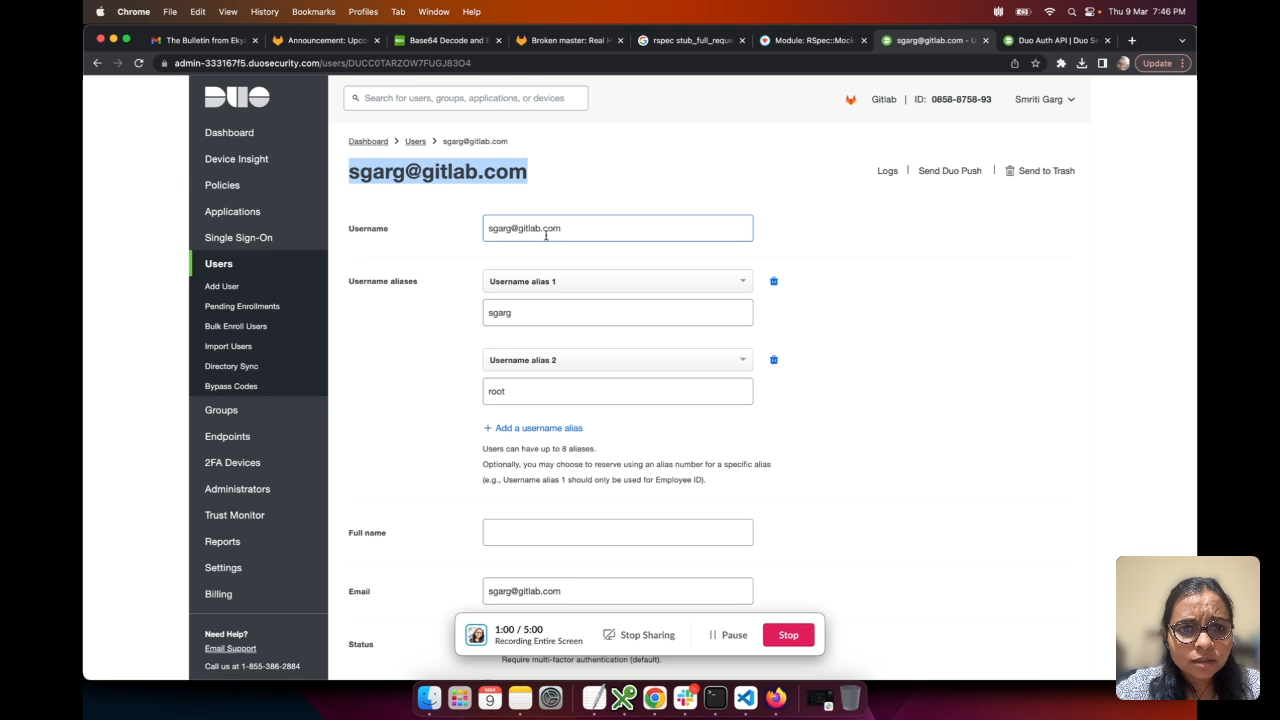 Chrome File Edit View History Bookmarks Profiles Tab Window Help
Thu 9 Mar 7:46 PM
The Bulletin from Eky
Announcement: Upco
Base64 Decode and E
Broken master: Real H
rspec stub_full_reque
Module: RSpec::Mock
sgarg@gitlab.com - U
Duo Auth API | Duo Se
admin-333167f5.duosecurity.com/users/DUCC0TARZOW7FUGJ83O4
Update
DUO
Search for users, groups, applications, or devices
Gitlab | ID: 0858-8758-93 Smriti Garg
Dashboard
Device Insight
Policies
Applications
Single Sign-On
Users
Add User
Pending Enrollments
Bulk Enroll Users
Import Users
Directory Sync
Bypass Codes
Groups
Endpoints
2FA Devices
Administrators
Trust Monitor
Reports
Settings
Billing
Need Help?
Email Support
Call us at 1-855-386-2884
Dashboard > Users > sgarg@gitlab.com
sgarg@gitlab.com
Logs | Send Duo Push | Send to Trash
Username
sgarg@gitlab.com
Username aliases
Username alias 1
sgarg
Username alias 2
root
+ Add a username alias
Users can have up to 8 aliases.
Optionally, you may choose to reserve using an alias number for a specific alias
(e.g., Username alias 1 should only be used for Employee ID).
Full name
Email
sgarg@gitlab.com
Status
Require multi-factor authentication (default).
1:00 / 5:00
Recording Entire Screen
Stop Sharing
Pause
Stop
MAR
9